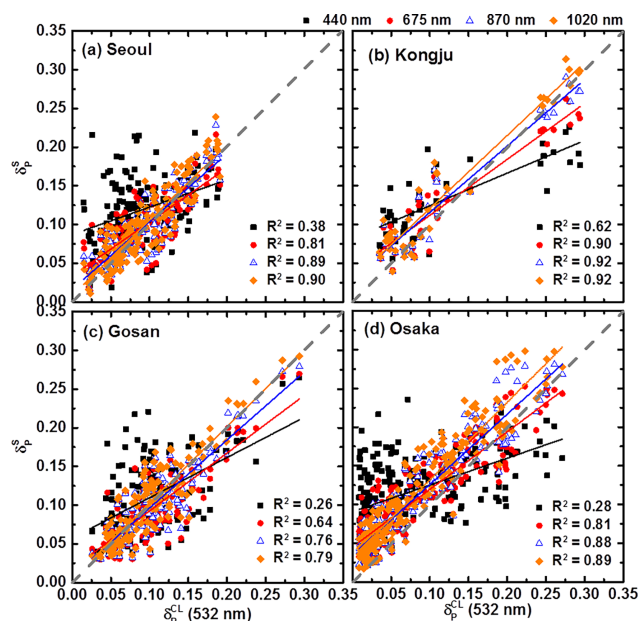 440 nm 675 nm 870 nm 1020 nm
(a) Seoul
(b) Kongju
0.35
0.30
0.25
0.20
0.15
0.10
0.05
0.00
δ_P^S
R² = 0.38
R² = 0.81
R² = 0.89
R² = 0.90
R² = 0.62
R² = 0.90
R² = 0.92
R² = 0.92
(c) Gosan
(d) Osaka
0.35
0.30
0.25
0.20
0.15
0.10
0.05
0.00
δ_P^S
R² = 0.26
R² = 0.64
R² = 0.76
R² = 0.79
R² = 0.28
R² = 0.81
R² = 0.88
R² = 0.89
0.00 0.05 0.10 0.15 0.20 0.25 0.30 0.35
0.05 0.10 0.15 0.20 0.25 0.30 0.35
δ_P^CL (532 nm)
δ_P^CL (532 nm)